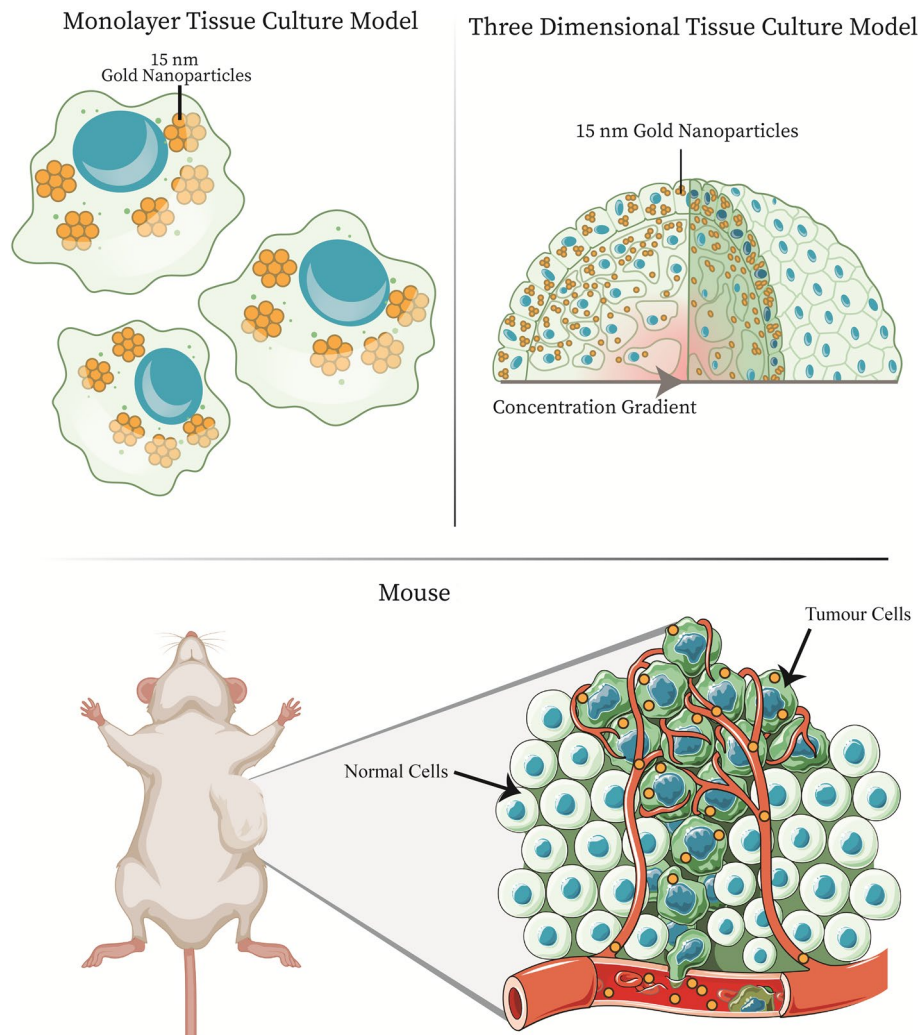 Monolayer Tissue Culture Model
15 nm
Gold Nanoparticles
Three Dimensional Tissue Culture Model
15 nm Gold Nanoparticles
Concentration Gradient
Mouse
Tumour Cells
Normal Cells